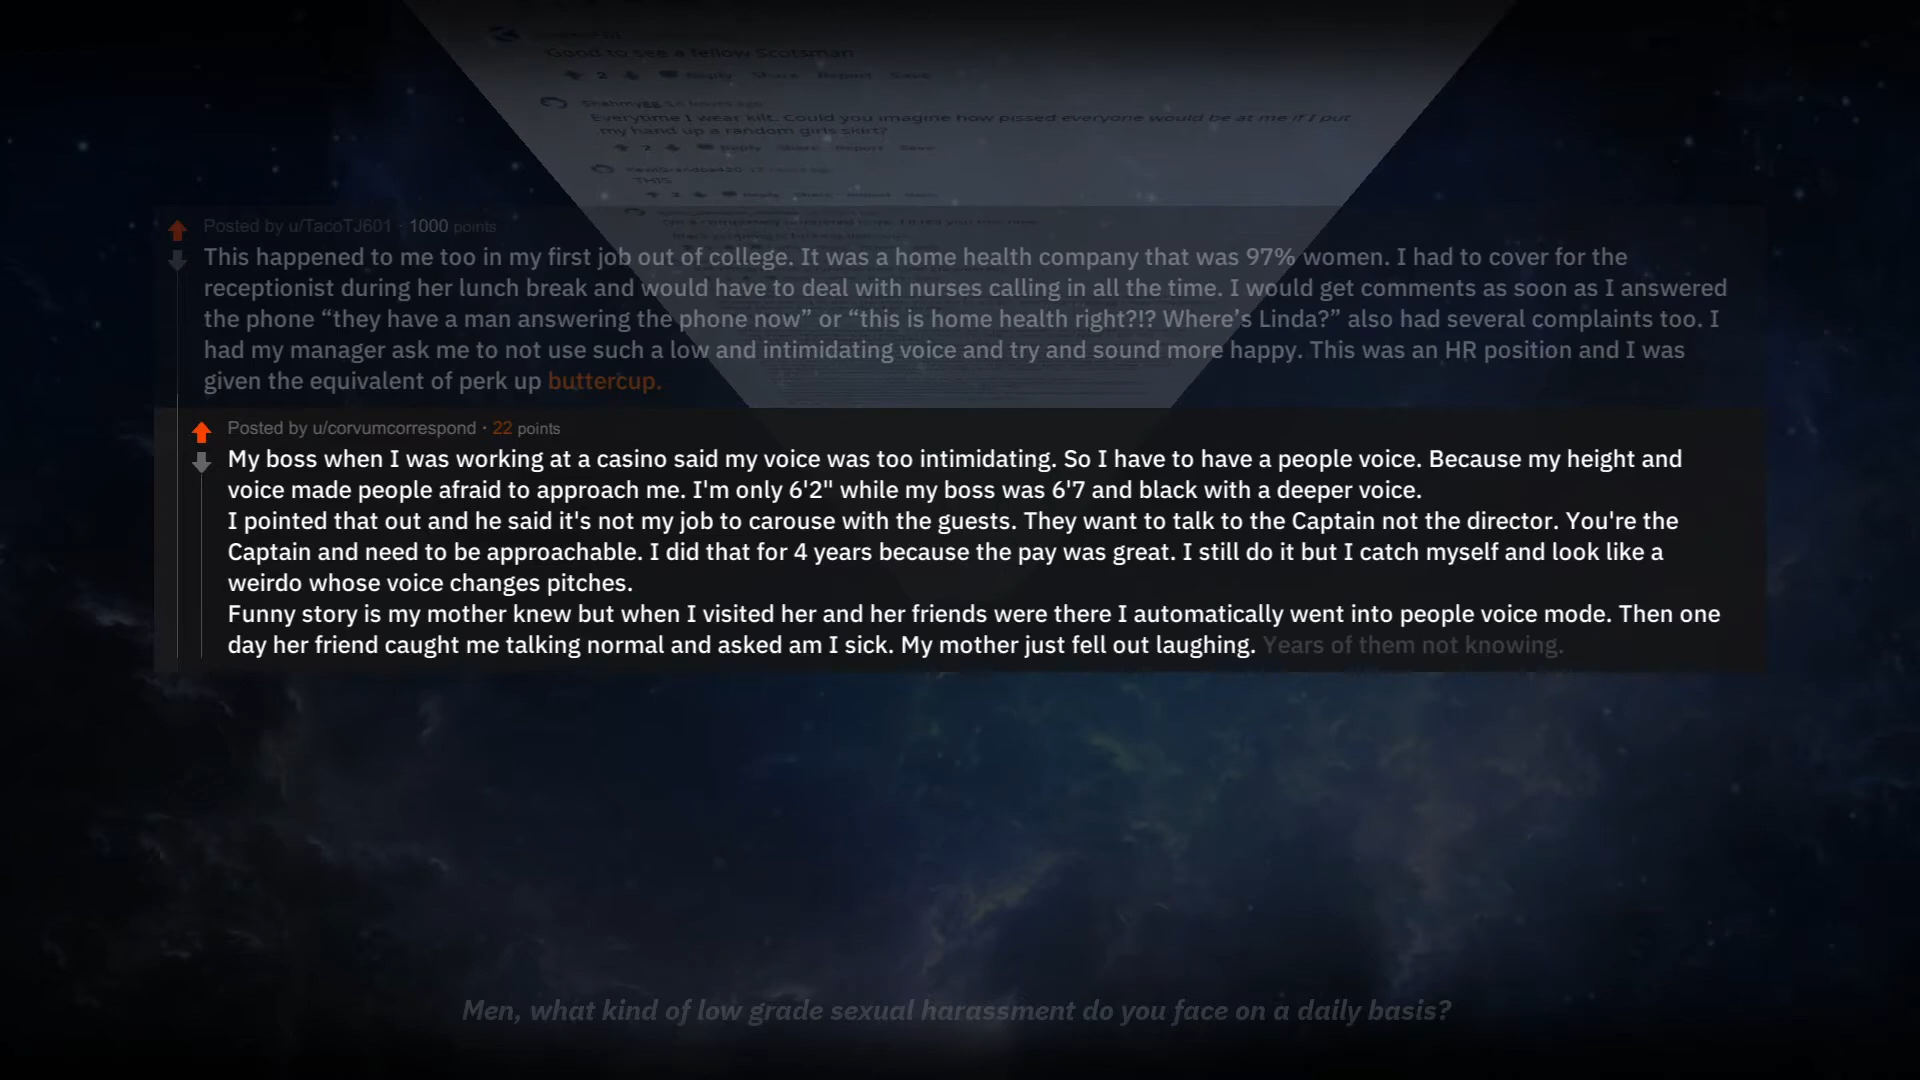 Good to see a fellow Scotsman
2 Reply Share Report Save
Everytime I wear kilt. Could you imagine how pissed everyone would be at me if I put
my hand up a random girls skirt?
2 Reply Share Report Save
THIS
Posted by u/TacoTJ601 · 1000 points
This happened to me too in my first job out of college. It was a home health company that was 97% women. I had to cover for the
receptionist during her lunch break and would have to deal with nurses calling in all the time. I would get comments as soon as I answered
the phone “they have a man answering the phone now” or “this is home health right?!? Where’s Linda?” also had several complaints too. I
had my manager ask me to not use such a low and intimidating voice and try and sound more happy. This was an HR position and I was
given the equivalent of perk up buttercup.
Posted by u/corvumcorrespond · 22 points
My boss when I was working at a casino said my voice was too intimidating. So I have to have a people voice. Because my height and
voice made people afraid to approach me. I'm only 6'2" while my boss was 6'7 and black with a deeper voice.
I pointed that out and he said it's not my job to carouse with the guests. They want to talk to the Captain not the director. You're the
Captain and need to be approachable. I did that for 4 years because the pay was great. I still do it but I catch myself and look like a
weirdo whose voice changes pitches.
Funny story is my mother knew but when I visited her and her friends were there I automatically went into people voice mode. Then one
day her friend caught me talking normal and asked am I sick. My mother just fell out laughing. Years of them not knowing.
Men, what kind of low grade sexual harassment do you face on a daily basis?